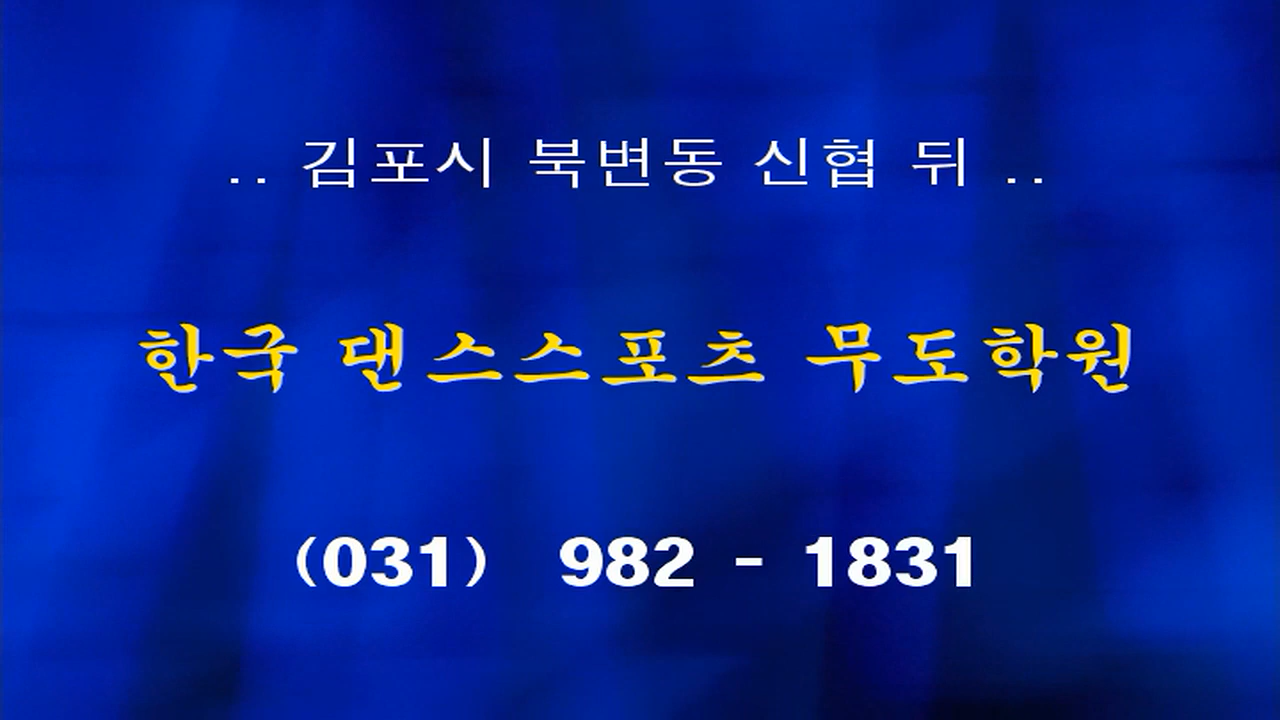 .. 김포시 북변동 신협 뒤 ..
한국 댄스스포츠 무도학원
(031) 982 - 1831